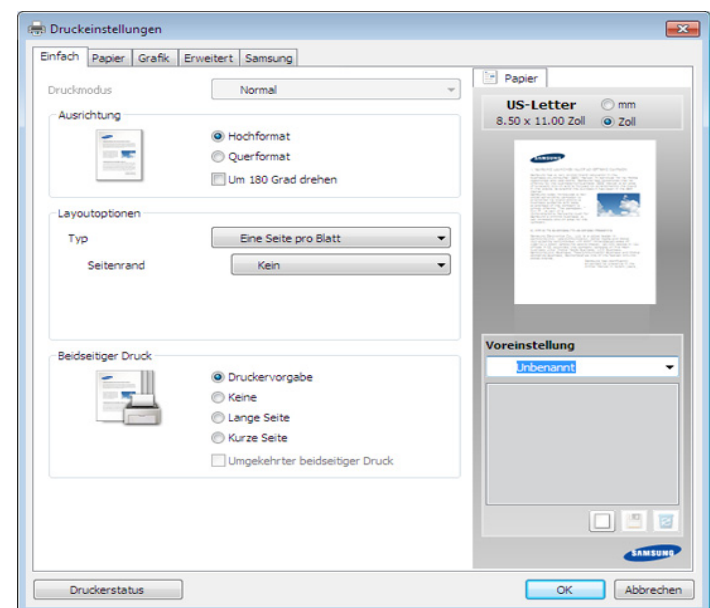 Druckeinstellungen
Einfach Papier Grafik Erweitert Samsung
Druckmodus Normal
Ausrichtung
Hochformat
Querformat
Um 180 Grad drehen
Layoutoptionen
Typ Eine Seite pro Blatt
Seitenrand Kein
Beidseitiger Druck
Druckervorgabe
Keine
Lange Seite
Kurze Seite
Umgekehrter beidseitiger Druck
Papier
US-Letter mm
8.50 x 11.00 Zoll Zoll
SAMSUNG
Voreinstellung
Unbenannt
SAMSUNG
Druckerstatus OK Abbrechen